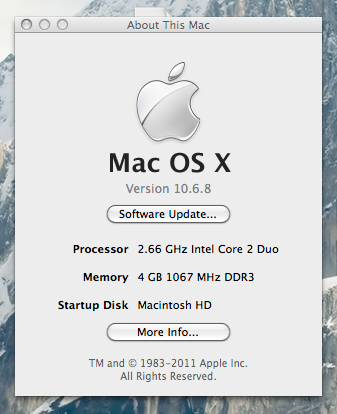 About This Mac
Mac OS X
Version 10.6.8
Software Update...
Processor 2.66 GHz Intel Core 2 Duo
Memory 4 GB 1067 MHz DDR3
Startup Disk Macintosh HD
More Info...
TM and © 1983-2011 Apple Inc.
All Rights Reserved.